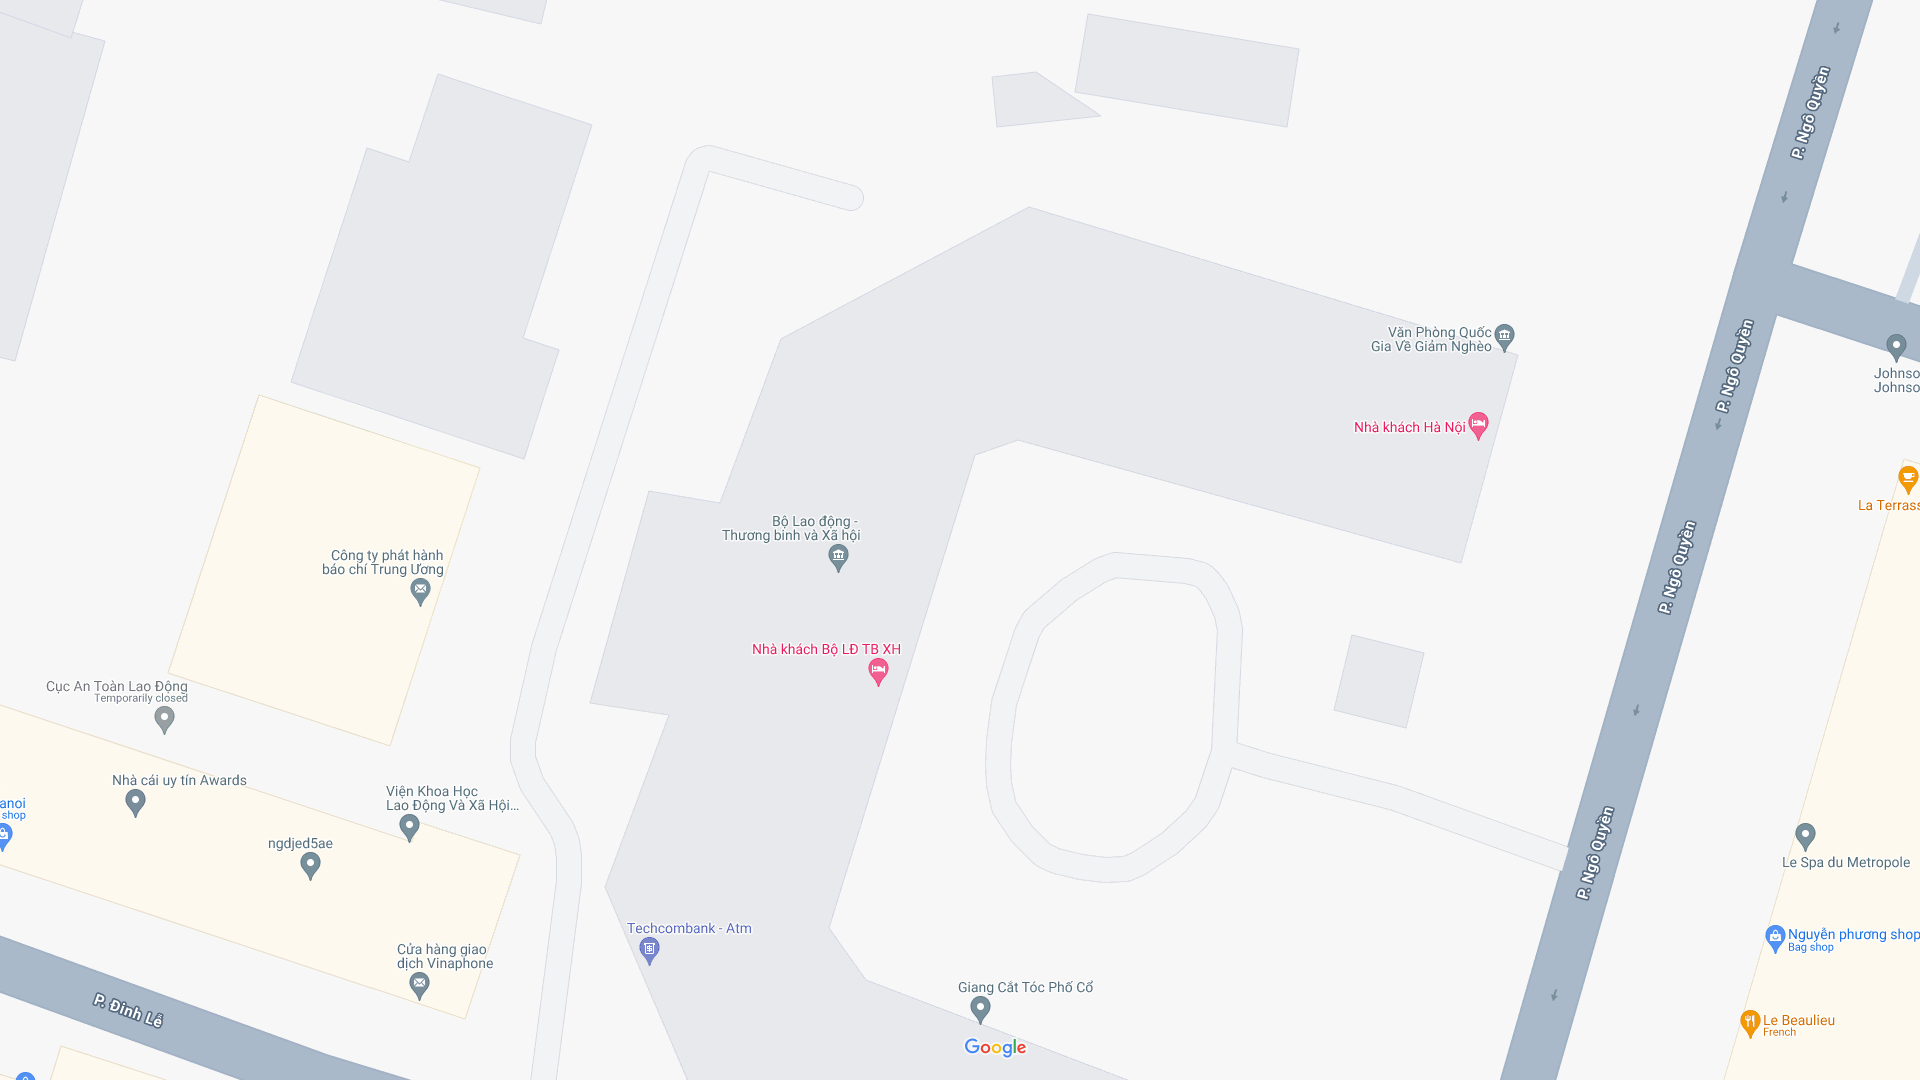 P. Ngô Quyền
Văn Phòng Quốc
Gia Về Giảm Nghèo
P. Ngô Quyền
Johnso
Johnso
Nhà khách Hà Nội
La Terrass
Bộ Lao động -
Thương binh và Xã hội
Công ty phát hành
báo chí Trung Ương
P. Ngô Quyền
Nhà khách Bộ LĐ TB XH
Cục An Toàn Lao Động
Temporarily closed
Nhà cái uy tín Awards
Viện Khoa Học
Lao Động Và Xã Hội...
anoi
shop
ngdjed5ae
P. Ngô Quyền
Le Spa du Metropole
Techcombank - Atm
Nguyễn phương shop
Bag shop
Cửa hàng giao
dịch Vinaphone
Giang Cắt Tóc Phố Cổ
P. Đinh Lễ
Le Beaulieu
French
Google